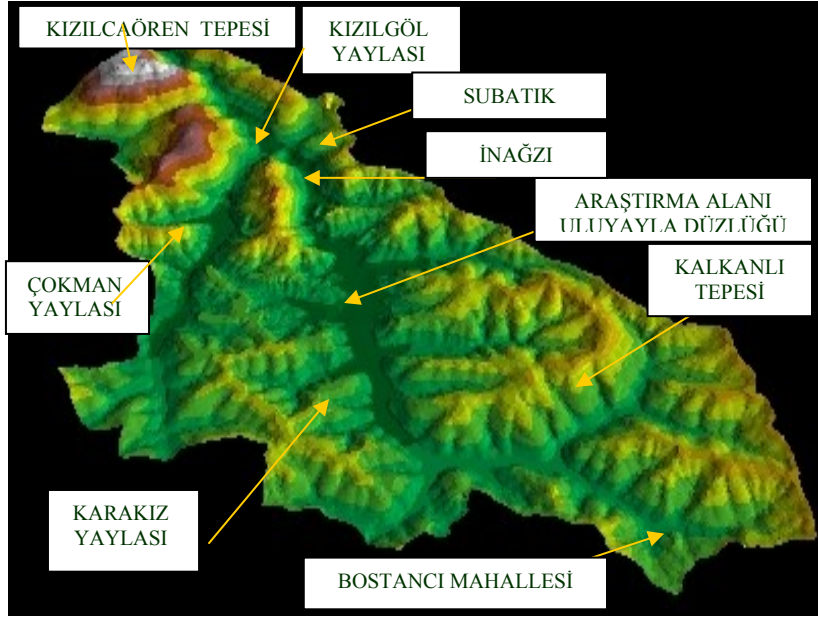 KIZILCAÖREN TEPESİ
KIZILGÖL
YAYLASI
SUBATIK
İNAĞZI
ARAŞTIRMA ALANI
ULUYAYLA DÜZLÜĞÜ
KALKANLI
TEPESİ
ÇOKMAN
YAYLASI
KARAKIZ
YAYLASI
BOSTANCI MAHALLESİ